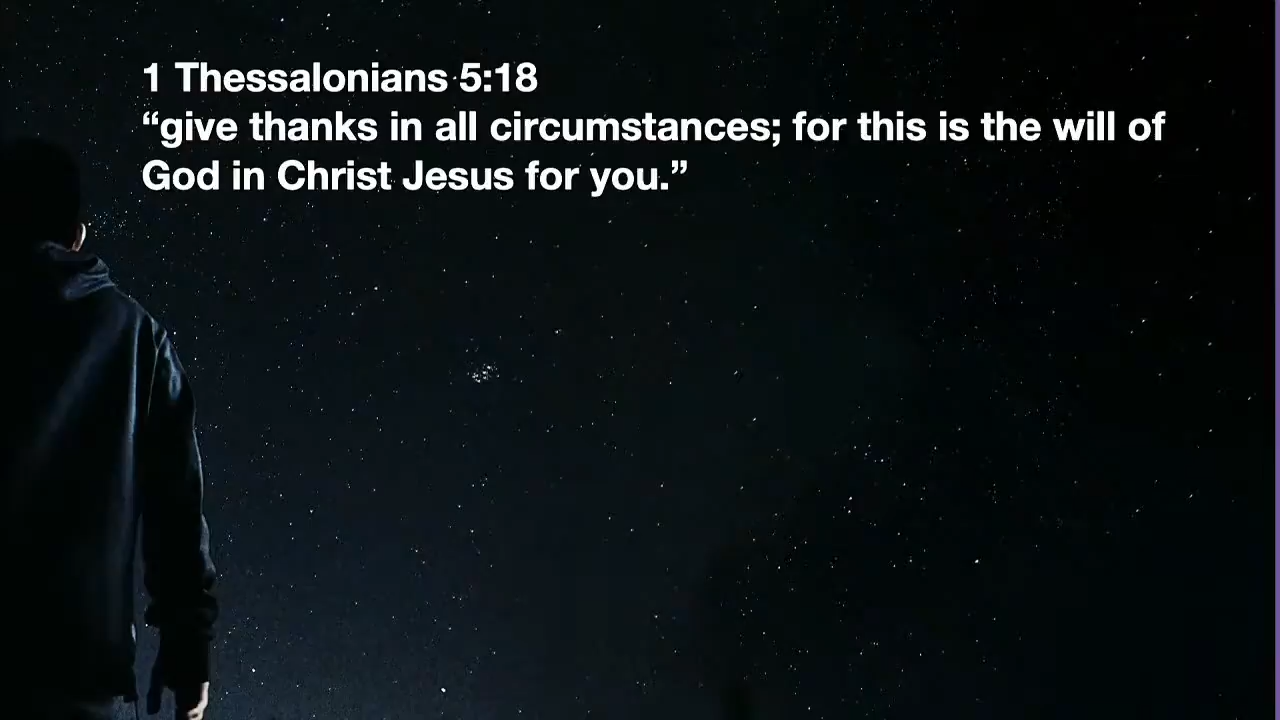 1 Thessalonians 5:18
“give thanks in all circumstances; for this is the will of
God in Christ Jesus for you.”